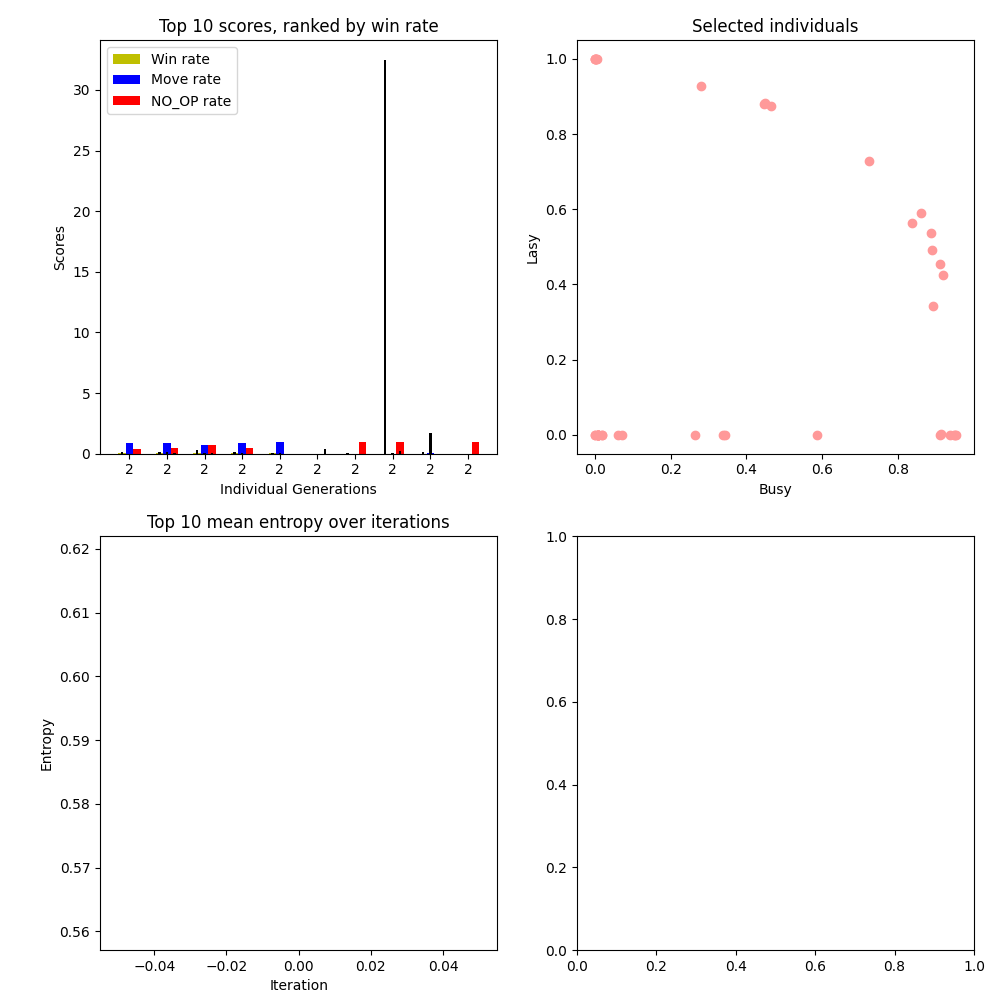 Top 10 scores, ranked by win rate
Win rate
Move rate
NO_OP rate
30
25
20
15
10
5
0
Scores
2 2 2 2 2 2 2 2 2 2
Individual Generations
Selected individuals
1.0
0.8
0.6
0.4
0.2
0.0
Lasy
0.0 0.2 0.4 0.6 0.8
Busy
Top 10 mean entropy over iterations
0.62
0.61
0.60
0.59
0.58
0.57
0.56
Entropy
−0.04 −0.02 0.00 0.02 0.04
Iteration
1.0
0.8
0.6
0.4
0.2
0.0
0.0 0.2 0.4 0.6 0.8 1.0